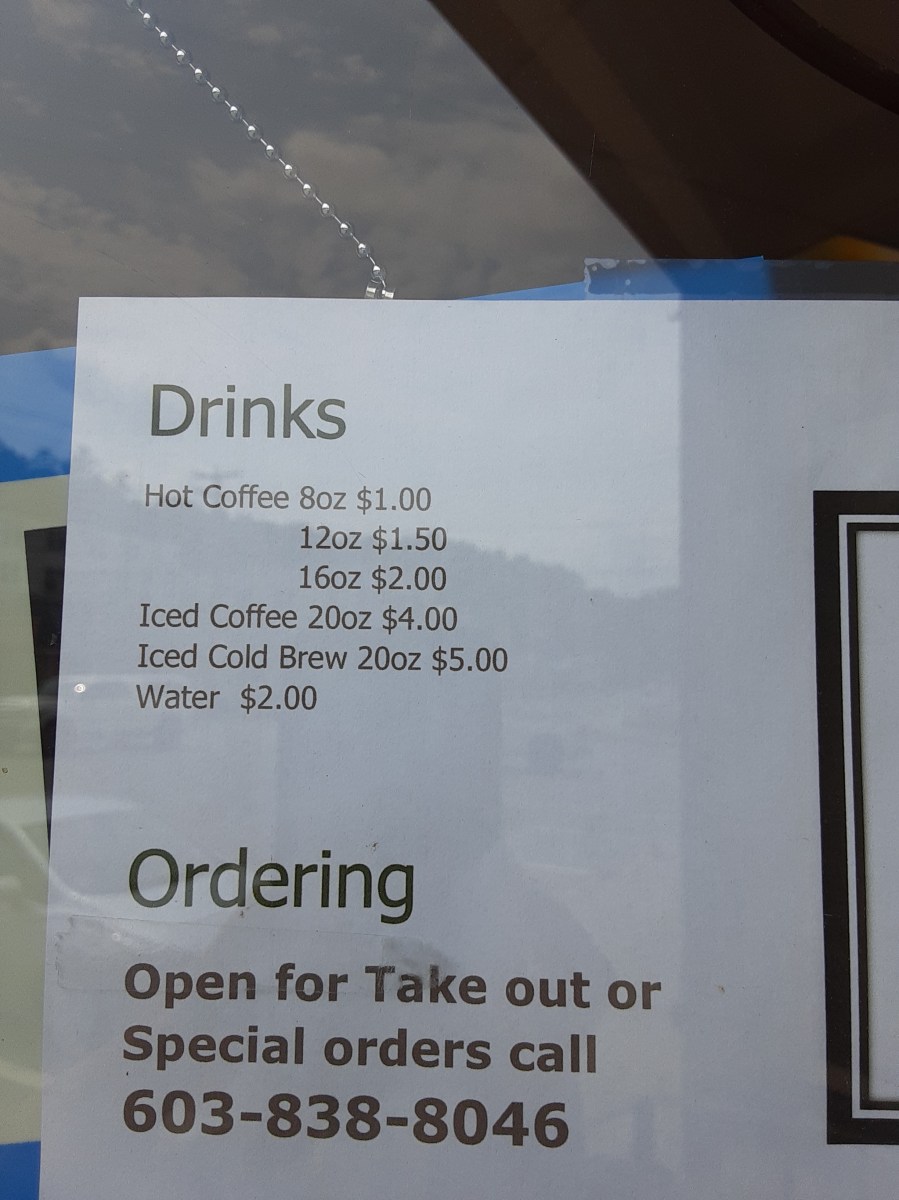 Drinks
Hot Coffee 8oz $1.00
12oz $1.50
16oz $2.00
Iced Coffee 20oz $4.00
Iced Cold Brew 20oz $5.00
Water $2.00
Ordering
Open for Take out or
Special orders call
603-838-8046